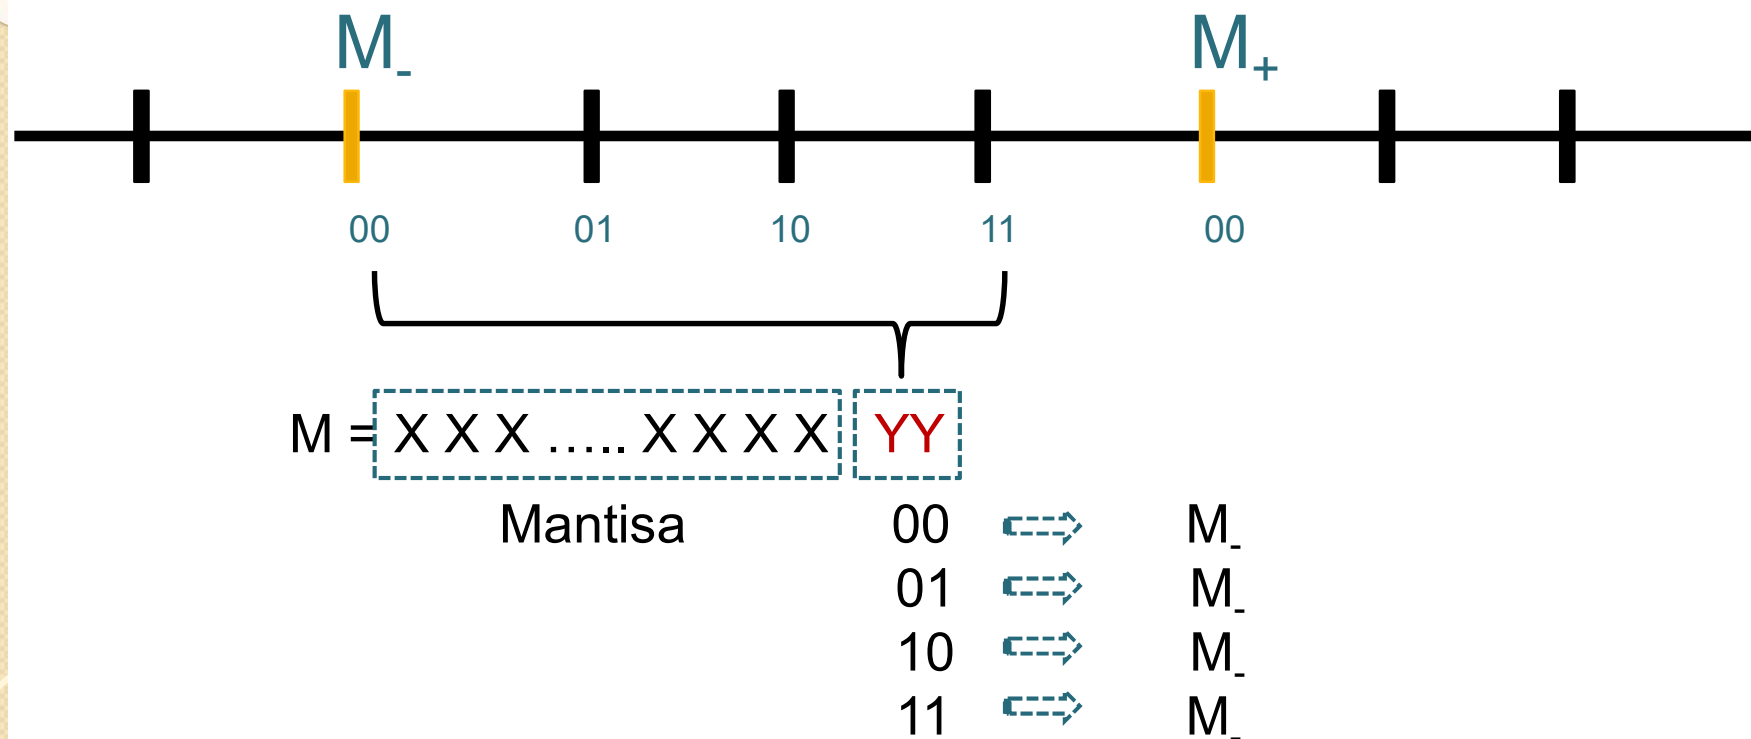 M- M+
00 01 10 11 00
M = X X X ..... X X X X YY
Mantisa 00 M-
01 M-
10 M-
11 M-